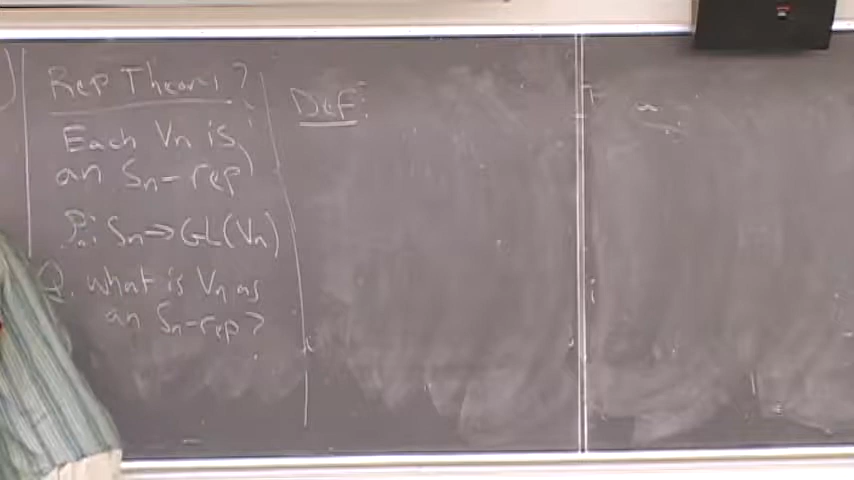 Rep Theory?
Each Vn is
an Sn-rep
P: Sn→GL(Vn)
Q. what is Vn as
an Sn-rep?
Def: